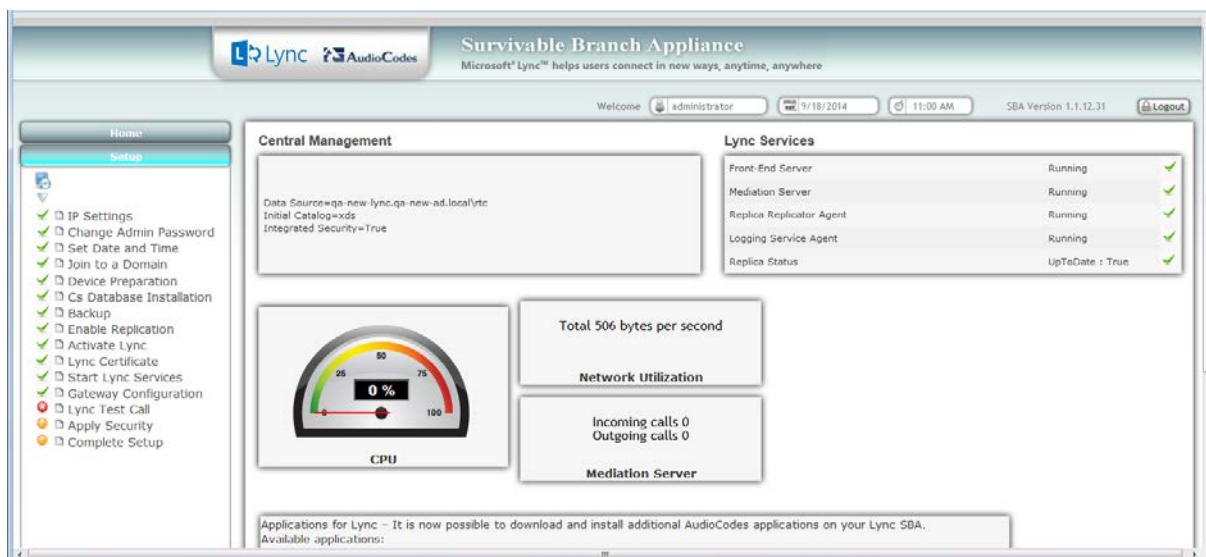 Lync AudioCodes
Survivable Branch Appliance
Microsoft® Lync™ helps users connect in new ways, anytime, anywhere
Welcome administrator 9/18/2014 11:00 AM SBA Version 1.1.12.31 Logout
Home
Setup
IP Settings
Change Admin Password
Set Date and Time
Join to a Domain
Device Preparation
Cs Database Installation
Backup
Enable Replication
Activate Lync
Lync Certificate
Start Lync Services
Gateway Configuration
Lync Test Call
Apply Security
Complete Setup
Central Management
Data Source=qa-new-lync.qa-new-ad.local\rtc
Initial Catalog=xds
Integrated Security=True
Lync Services
Front-End Server Running
Mediation Server Running
Replica Replicator Agent Running
Logging Service Agent Running
Replica Status UpToDate : True
0 25 50 75 100
0 %
CPU
Total 506 bytes per second
Network Utilization
Incoming calls 0
Outgoing calls 0
Mediation Server
Applications for Lync - It is now possible to download and install additional AudioCodes applications on your Lync SBA.
Available applications: